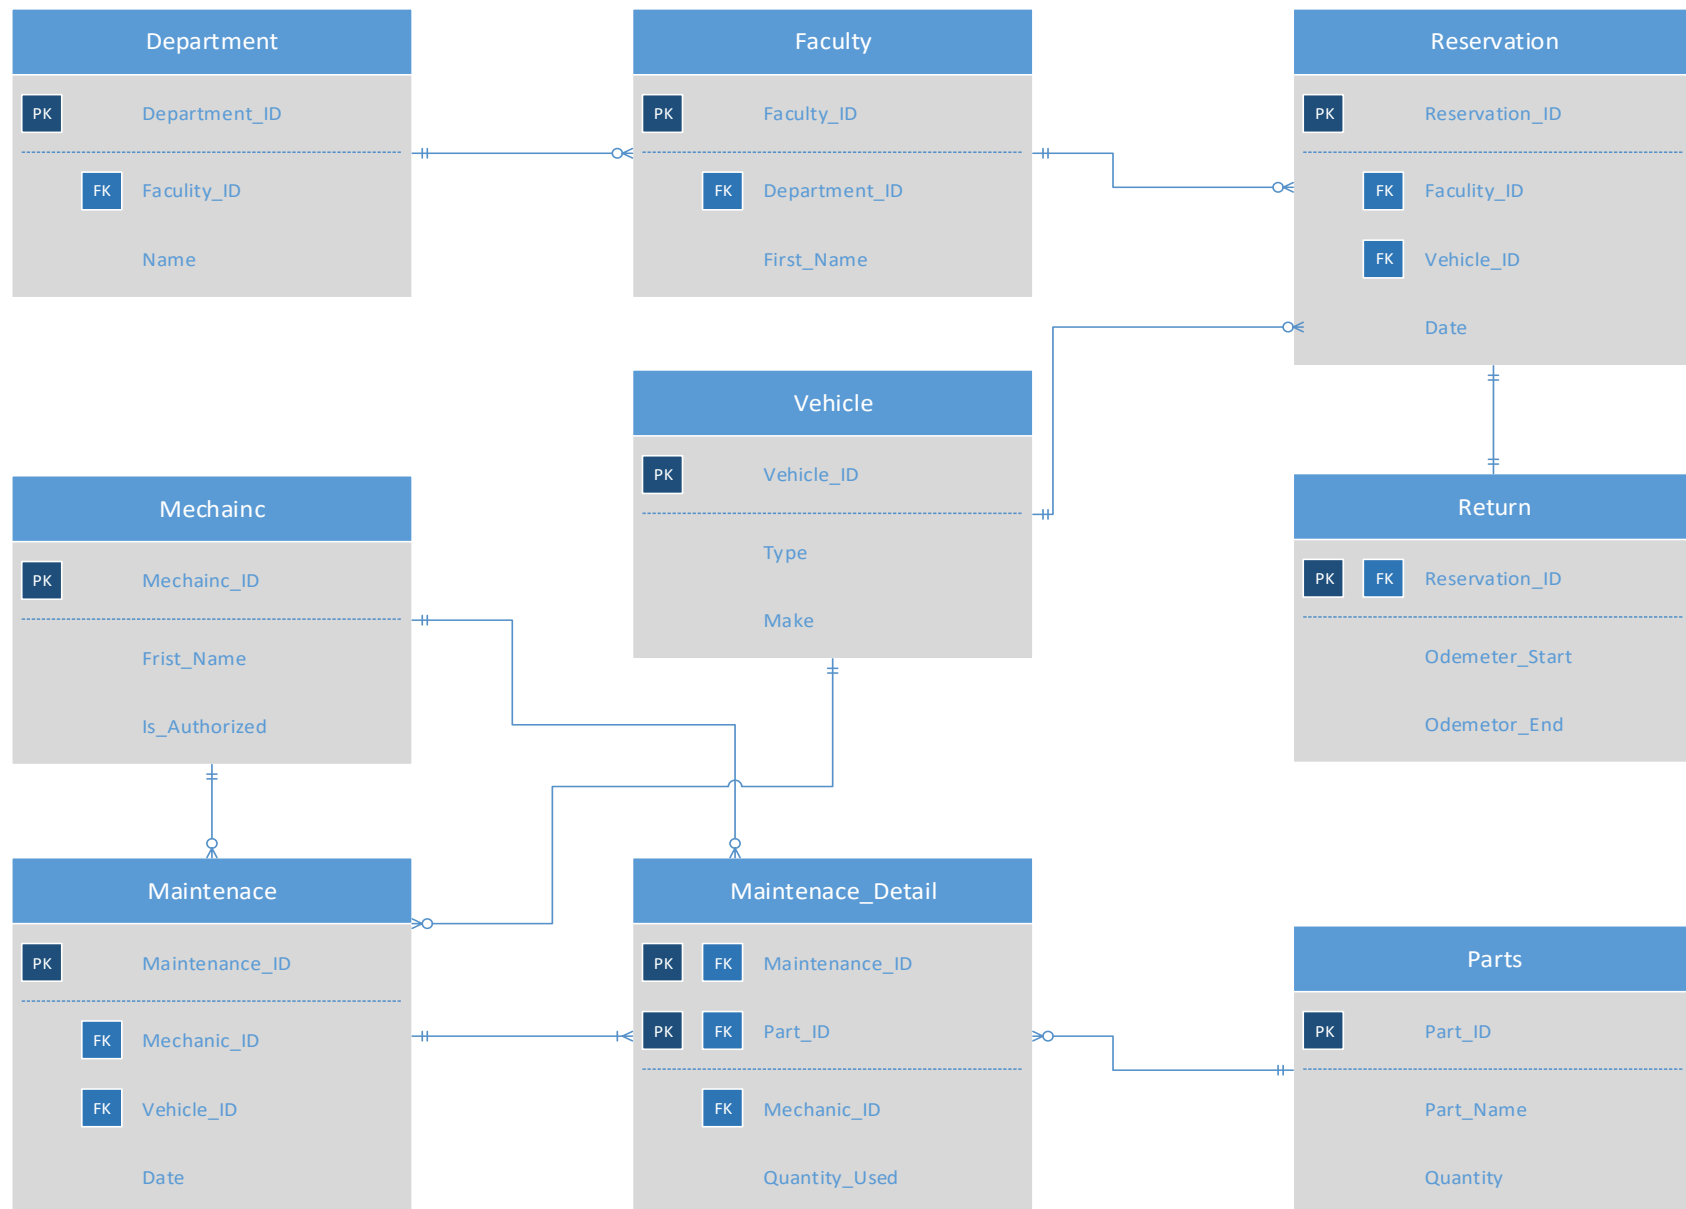 Department
PK Department_ID
FK Faculity_ID
Name
Faculty
PK Faculty_ID
FK Department_ID
First_Name
Reservation
PK Reservation_ID
FK Faculity_ID
FK Vehicle_ID
Date
Vehicle
PK Vehicle_ID
Type
Make
Mechainc
PK Mechainc_ID
Frist_Name
Is_Authorized
Return
PK FK Reservation_ID
Odemeter_Start
Odemetor_End
Maintenace
PK Maintenance_ID
FK Mechanic_ID
FK Vehicle_ID
Date
Maintenace_Detail
PK FK Maintenance_ID
PK FK Part_ID
FK Mechanic_ID
Quantity_Used
Parts
PK Part_ID
Part_Name
Quantity